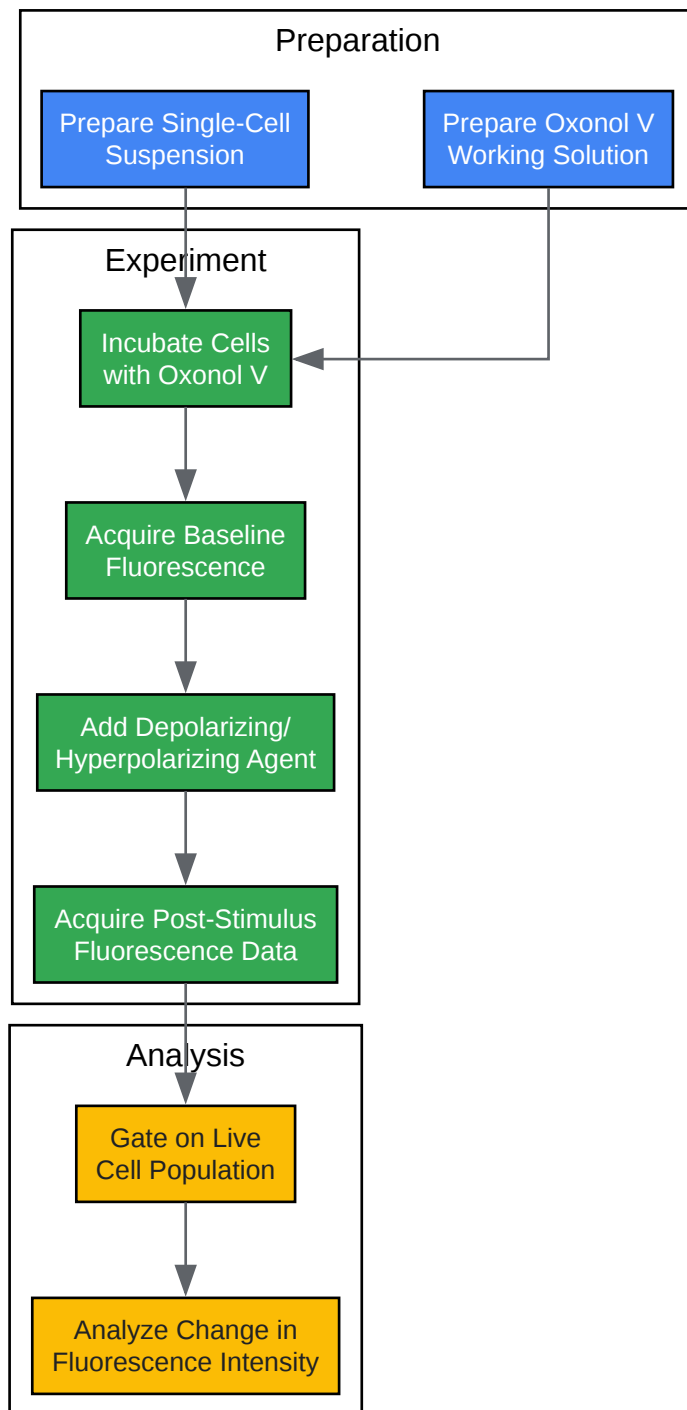 Preparation
Prepare Single-Cell
Suspension
Prepare Oxonol V
Working Solution
Experiment
Incubate Cells
with Oxonol V
Acquire Baseline
Fluorescence
Add Depolarizing/
Hyperpolarizing Agent
Acquire Post-Stimulus
Fluorescence Data
Analysis
Gate on Live
Cell Population
Analyze Change in
Fluorescence Intensity